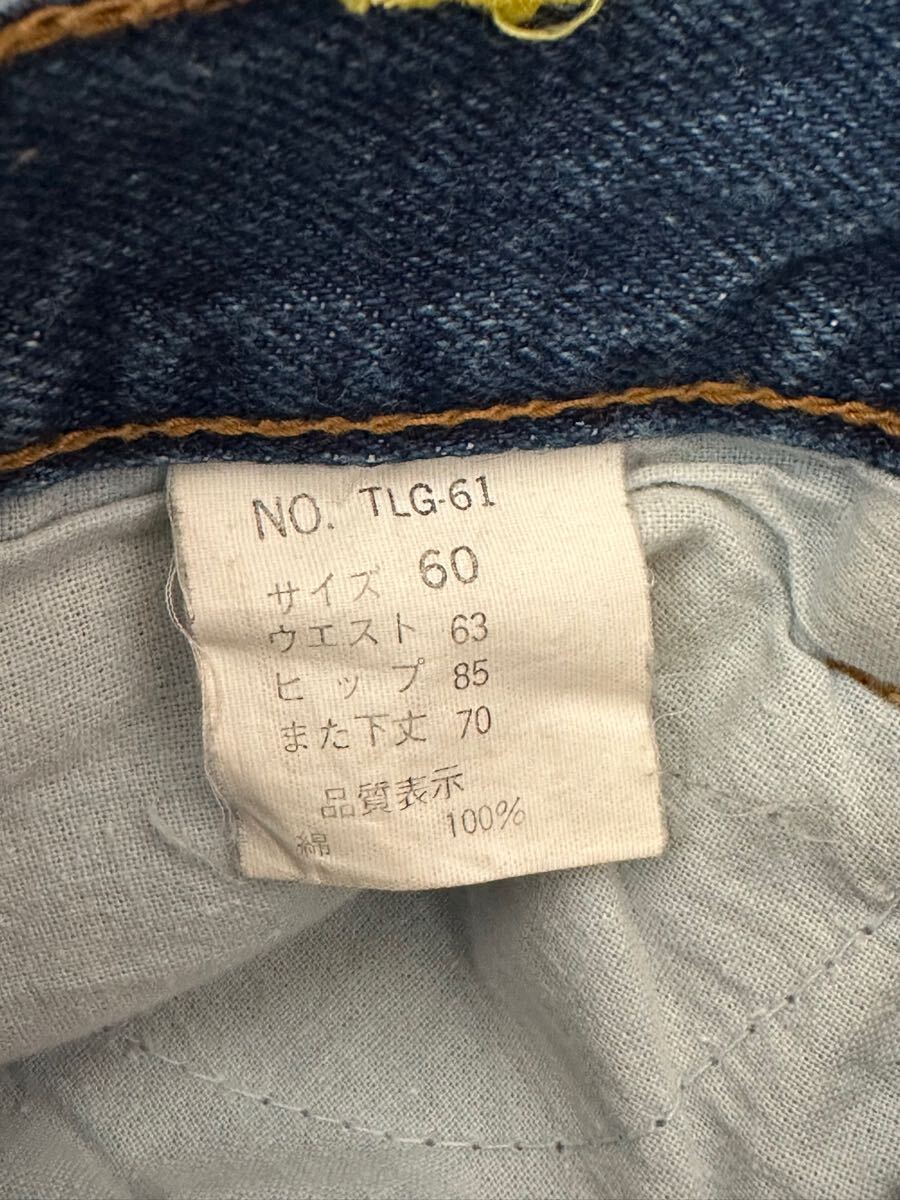 NO. TLG-61
サイズ 60
ウエスト 63
ヒップ 85
また下丈 70
品質表示
綿 100%